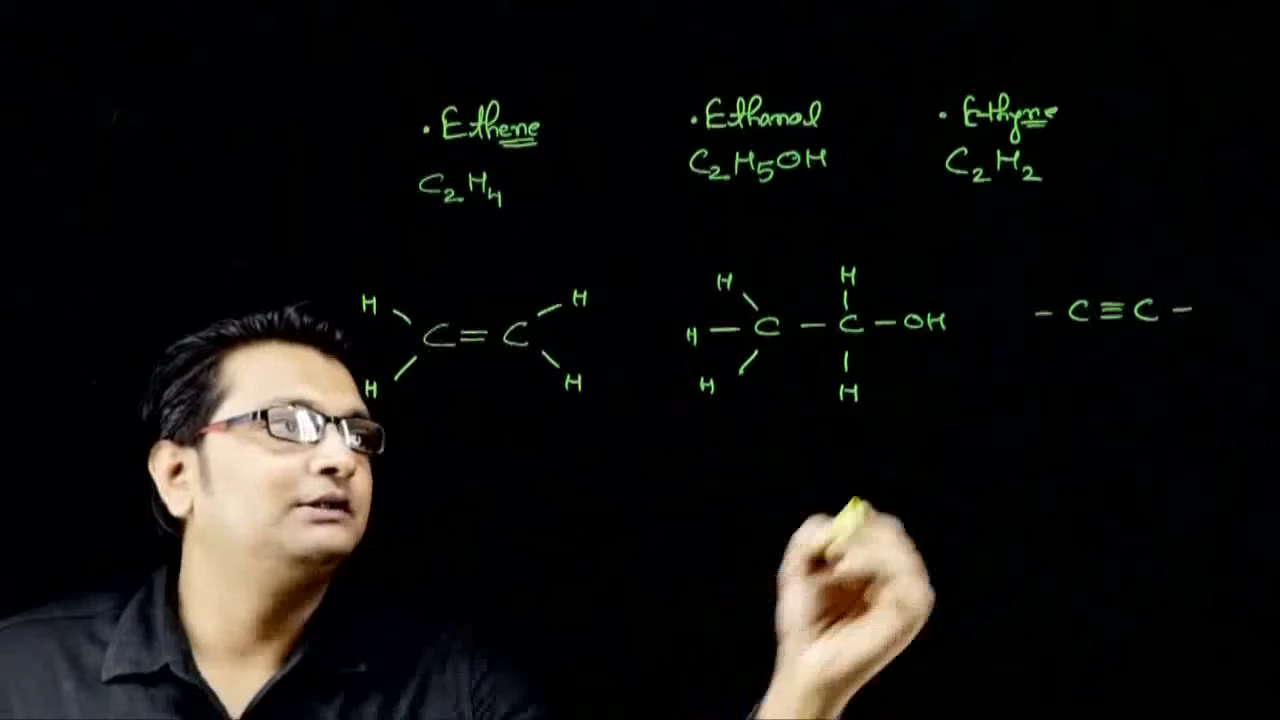 · Ethene
C₂H₄
· Ethanol
C₂H₅OH
· Ethyne
C₂H₂
H H
C = C
H H
H H
H — C — C — OH
H H
— C ≡ C —